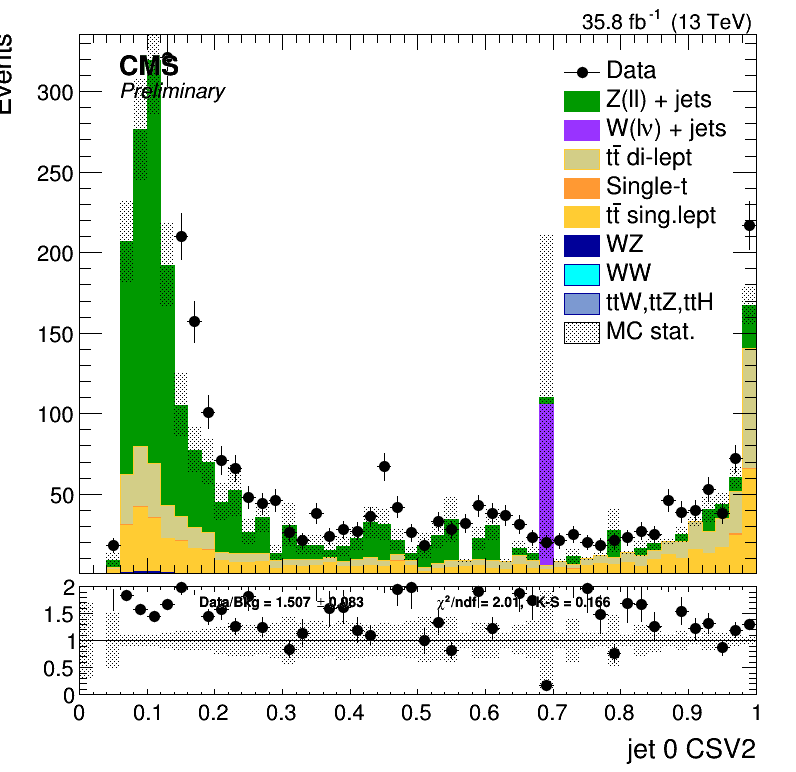 35.8 fb⁻¹ (13 TeV)
Events
CMS
Preliminary
Data
Z(ll) + jets
W(lν) + jets
tt̄ di-lept
Single-t
tt̄ sing.lept
WZ
WW
ttW,ttZ,ttH
MC stat.
300
250
200
150
100
50
Data/Bkg = 1.507 ± 0.083
χ²/ndf = 2.01, K-S = 0.166
2
1.5
1
0.5
0
0 0.1 0.2 0.3 0.4 0.5 0.6 0.7 0.8 0.9 1
jet 0 CSV2